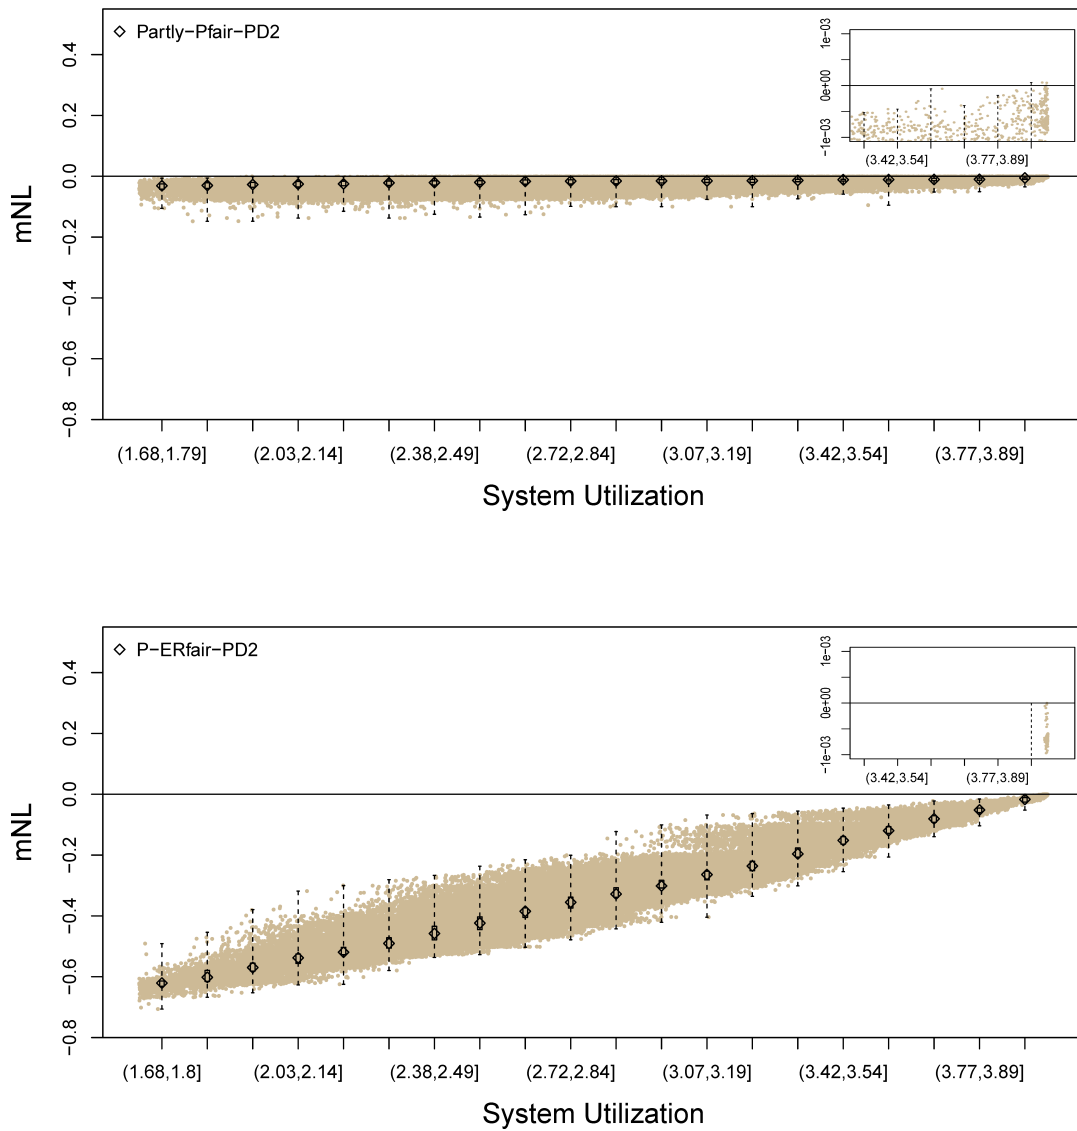 Partly−Pfair−PD2
mNL
0.4
0.2
0.0
−0.2
−0.4
−0.6
−0.8
1e−03
0e+00
−1e−03
(3.42,3.54] (3.77,3.89]
(1.68,1.79] (2.03,2.14] (2.38,2.49] (2.72,2.84] (3.07,3.19] (3.42,3.54] (3.77,3.89]
System Utilization
P−ERfair−PD2
mNL
0.4
0.2
0.0
−0.2
−0.4
−0.6
−0.8
1e−03
0e+00
−1e−03
(3.42,3.54] (3.77,3.89]
(1.68,1.8] (2.03,2.14] (2.38,2.49] (2.72,2.84] (3.07,3.19] (3.42,3.54] (3.77,3.89]
System Utilization